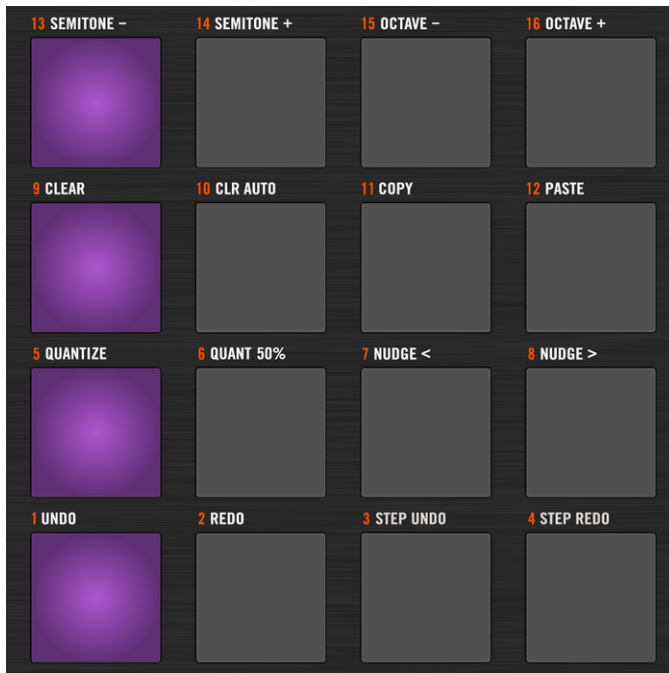 13 SEMITONE – 14 SEMITONE + 15 OCTAVE – 16 OCTAVE +
9 CLEAR 10 CLR AUTO 11 COPY 12 PASTE
5 QUANTIZE 6 QUANT 50% 7 NUDGE < 8 NUDGE >
1 UNDO 2 REDO 3 STEP UNDO 4 STEP REDO